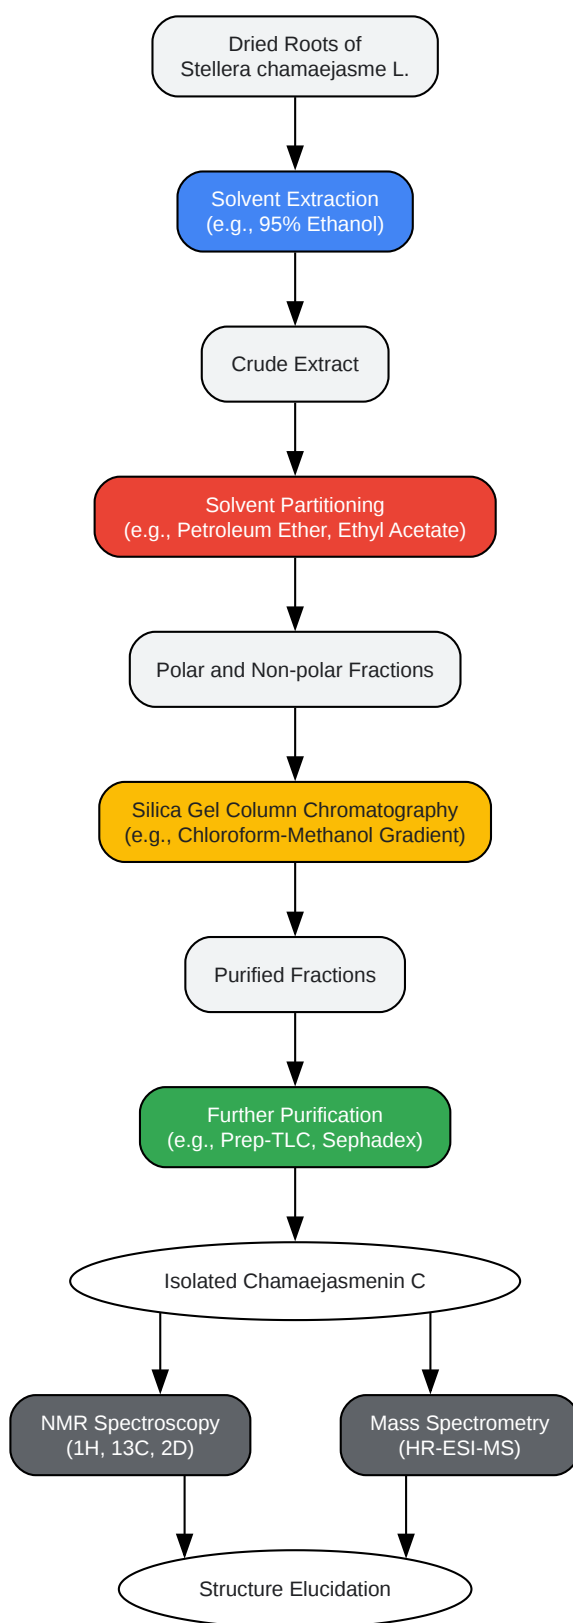 Dried Roots of
Stellera chamaejasme L.
Solvent Extraction
(e.g., 95% Ethanol)
Crude Extract
Solvent Partitioning
(e.g., Petroleum Ether, Ethyl Acetate)
Polar and Non-polar Fractions
Silica Gel Column Chromatography
(e.g., Chloroform-Methanol Gradient)
Purified Fractions
Further Purification
(e.g., Prep-TLC, Sephadex)
Isolated Chamaejasmenin C
NMR Spectroscopy
(1H, 13C, 2D)
Mass Spectrometry
(HR-ESI-MS)
Structure Elucidation